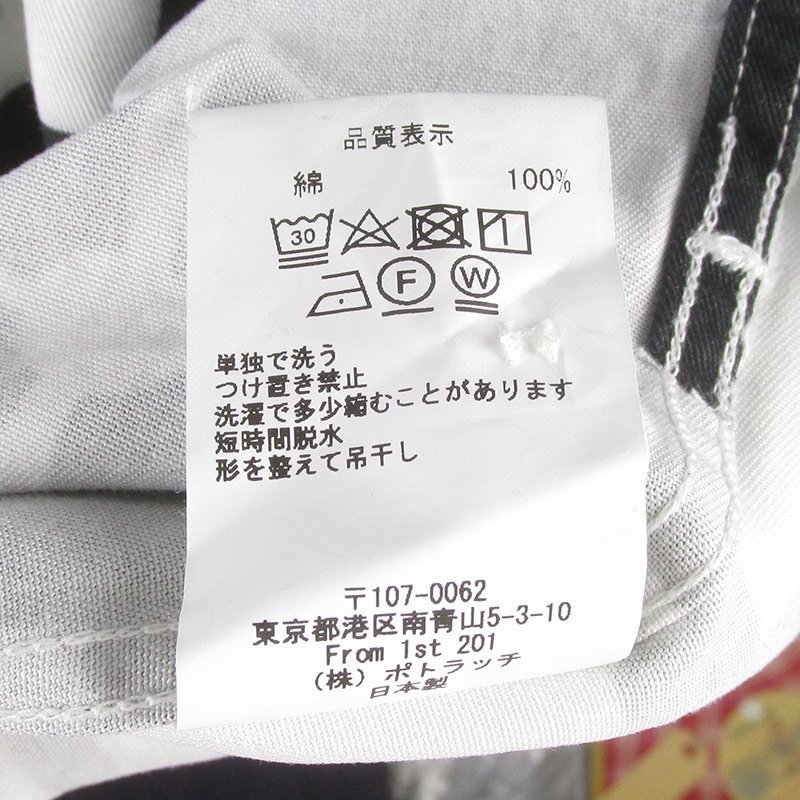 品質表示
綿 100%
30
F W
単独で洗う
つけ置き禁止
洗濯で多少縮むことがあります
短時間脱水
形を整えて吊干し
〒107-0062
東京都港区南青山5-3-10
From 1st 201
(株) ポトラッチ
日本製